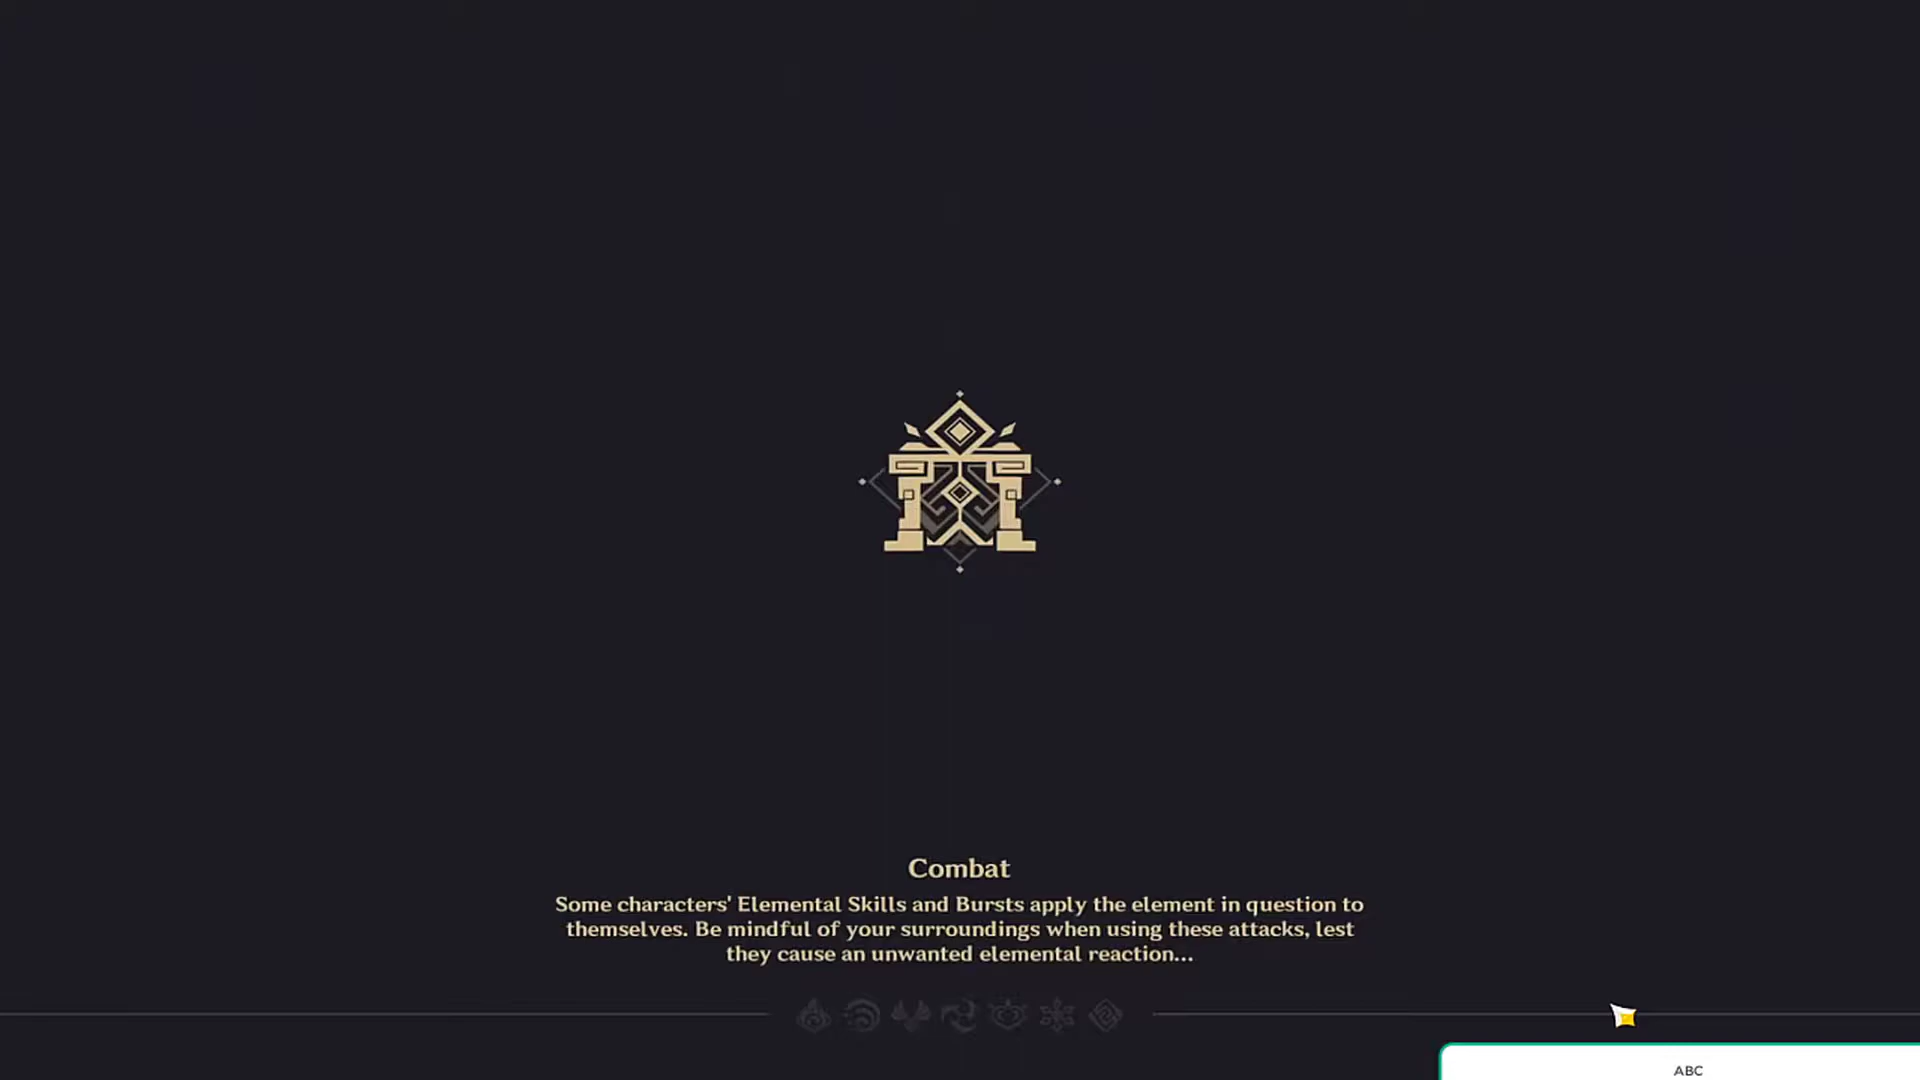 Combat
Some characters' Elemental Skills and Bursts apply the element in question to
themselves. Be mindful of your surroundings when using these attacks, lest
they cause an unwanted elemental reaction...
ABC